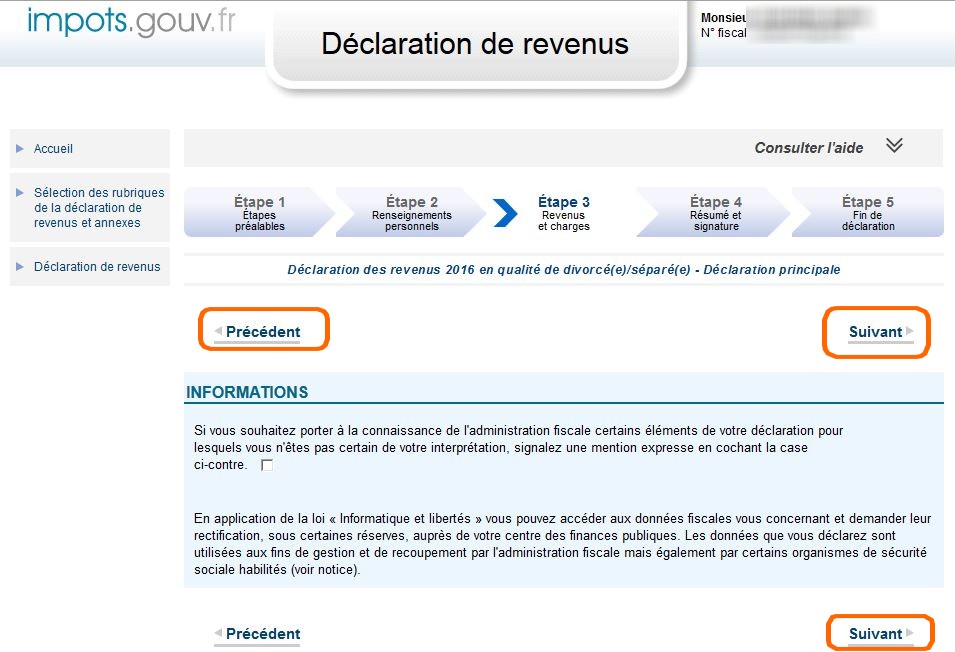 impots.gouv.fr
Déclaration de revenus
Monsieu
N° fiscal
Accueil
Sélection des rubriques
de la déclaration de
revenus et annexes
Déclaration de revenus
Consulter l'aide
Étape 1
Étapes
préalables
Étape 2
Renseignements
personnels
Étape 3
Revenus
et charges
Étape 4
Résumé et
signature
Étape 5
Fin de
déclaration
Déclaration des revenus 2016 en qualité de divorcé(e)/séparé(e) - Déclaration principale
Précédent
Suivant
INFORMATIONS
Si vous souhaitez porter à la connaissance de l'administration fiscale certains éléments de votre déclaration pour
lesquels vous n'êtes pas certain de votre interprétation, signalez une mention expresse en cochant la case
ci-contre.
En application de la loi « Informatique et libertés » vous pouvez accéder aux données fiscales vous concernant et demander leur
rectification, sous certaines réserves, auprès de votre centre des finances publiques. Les données que vous déclarez sont
utilisées aux fins de gestion et de recoupement par l'administration fiscale mais également par certains organismes de sécurité
sociale habilités (voir notice).
Précédent
Suivant